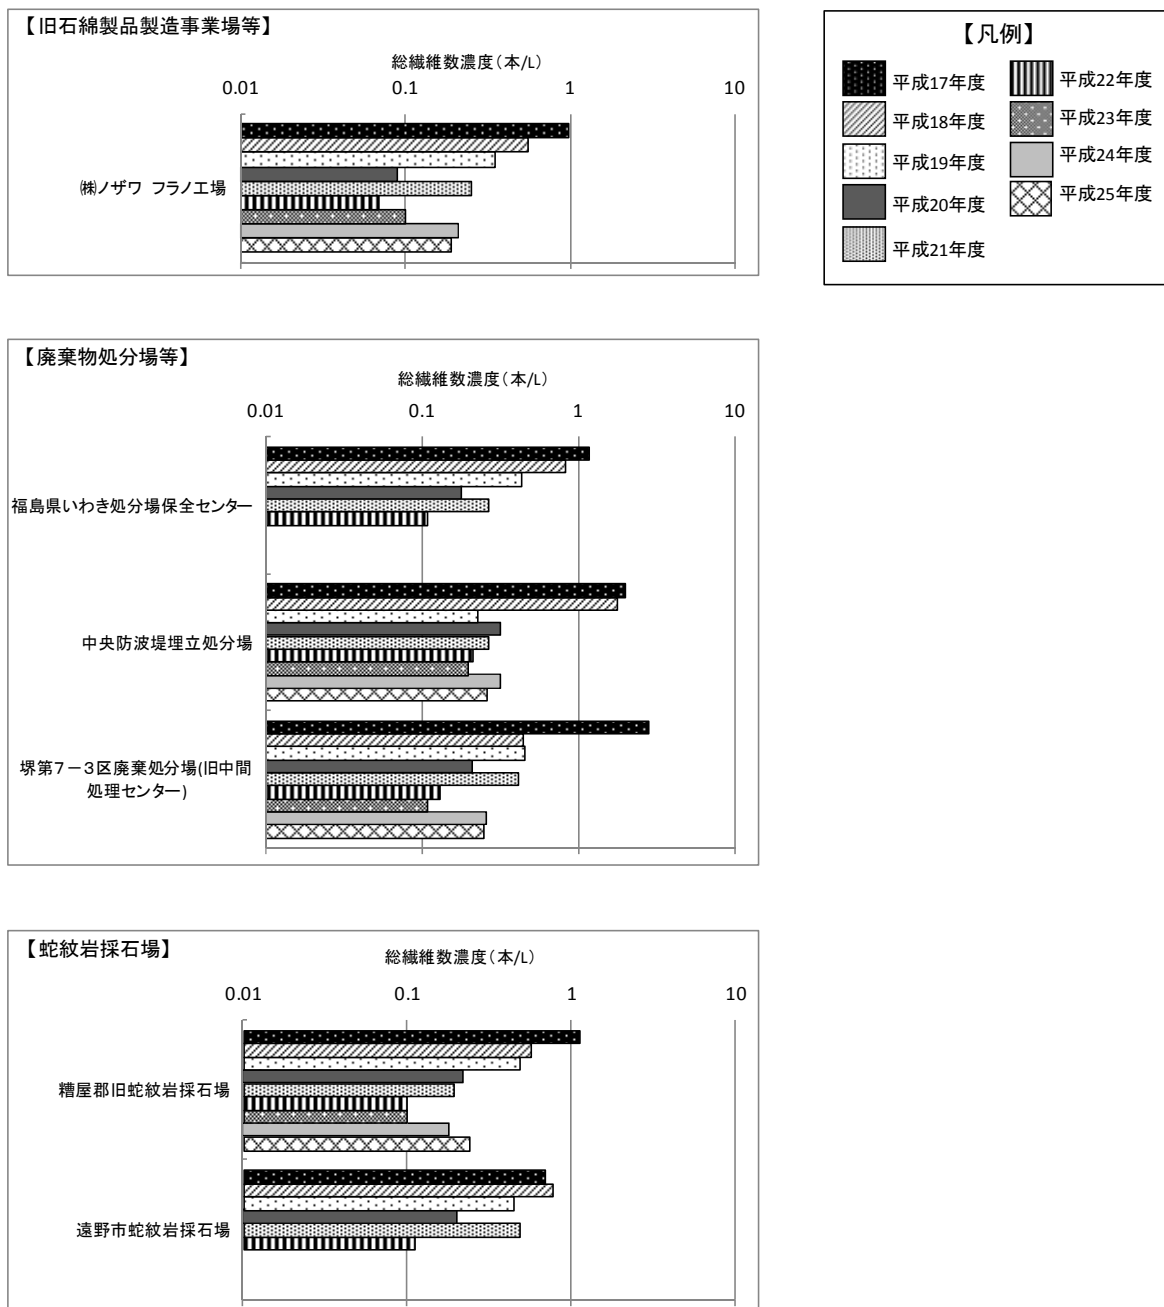 【旧石綿製品製造事業場等】
総繊維数濃度（本/L）
0.01 0.1 1 10
㈱ノザワ フラノ工場
【凡例】
平成17年度 平成22年度
平成18年度 平成23年度
平成19年度 平成24年度
平成20年度 平成25年度
平成21年度
【廃棄物処分場等】
総繊維数濃度（本/L）
0.01 0.1 1 10
福島県いわき処分場保全センター
中央防波堤埋立処分場
堺第７－３区廃棄処分場(旧中間
処理センター)
【蛇紋岩採石場】
総繊維数濃度（本/L）
0.01 0.1 1 10
糟屋郡旧蛇紋岩採石場
遠野市蛇紋岩採石場